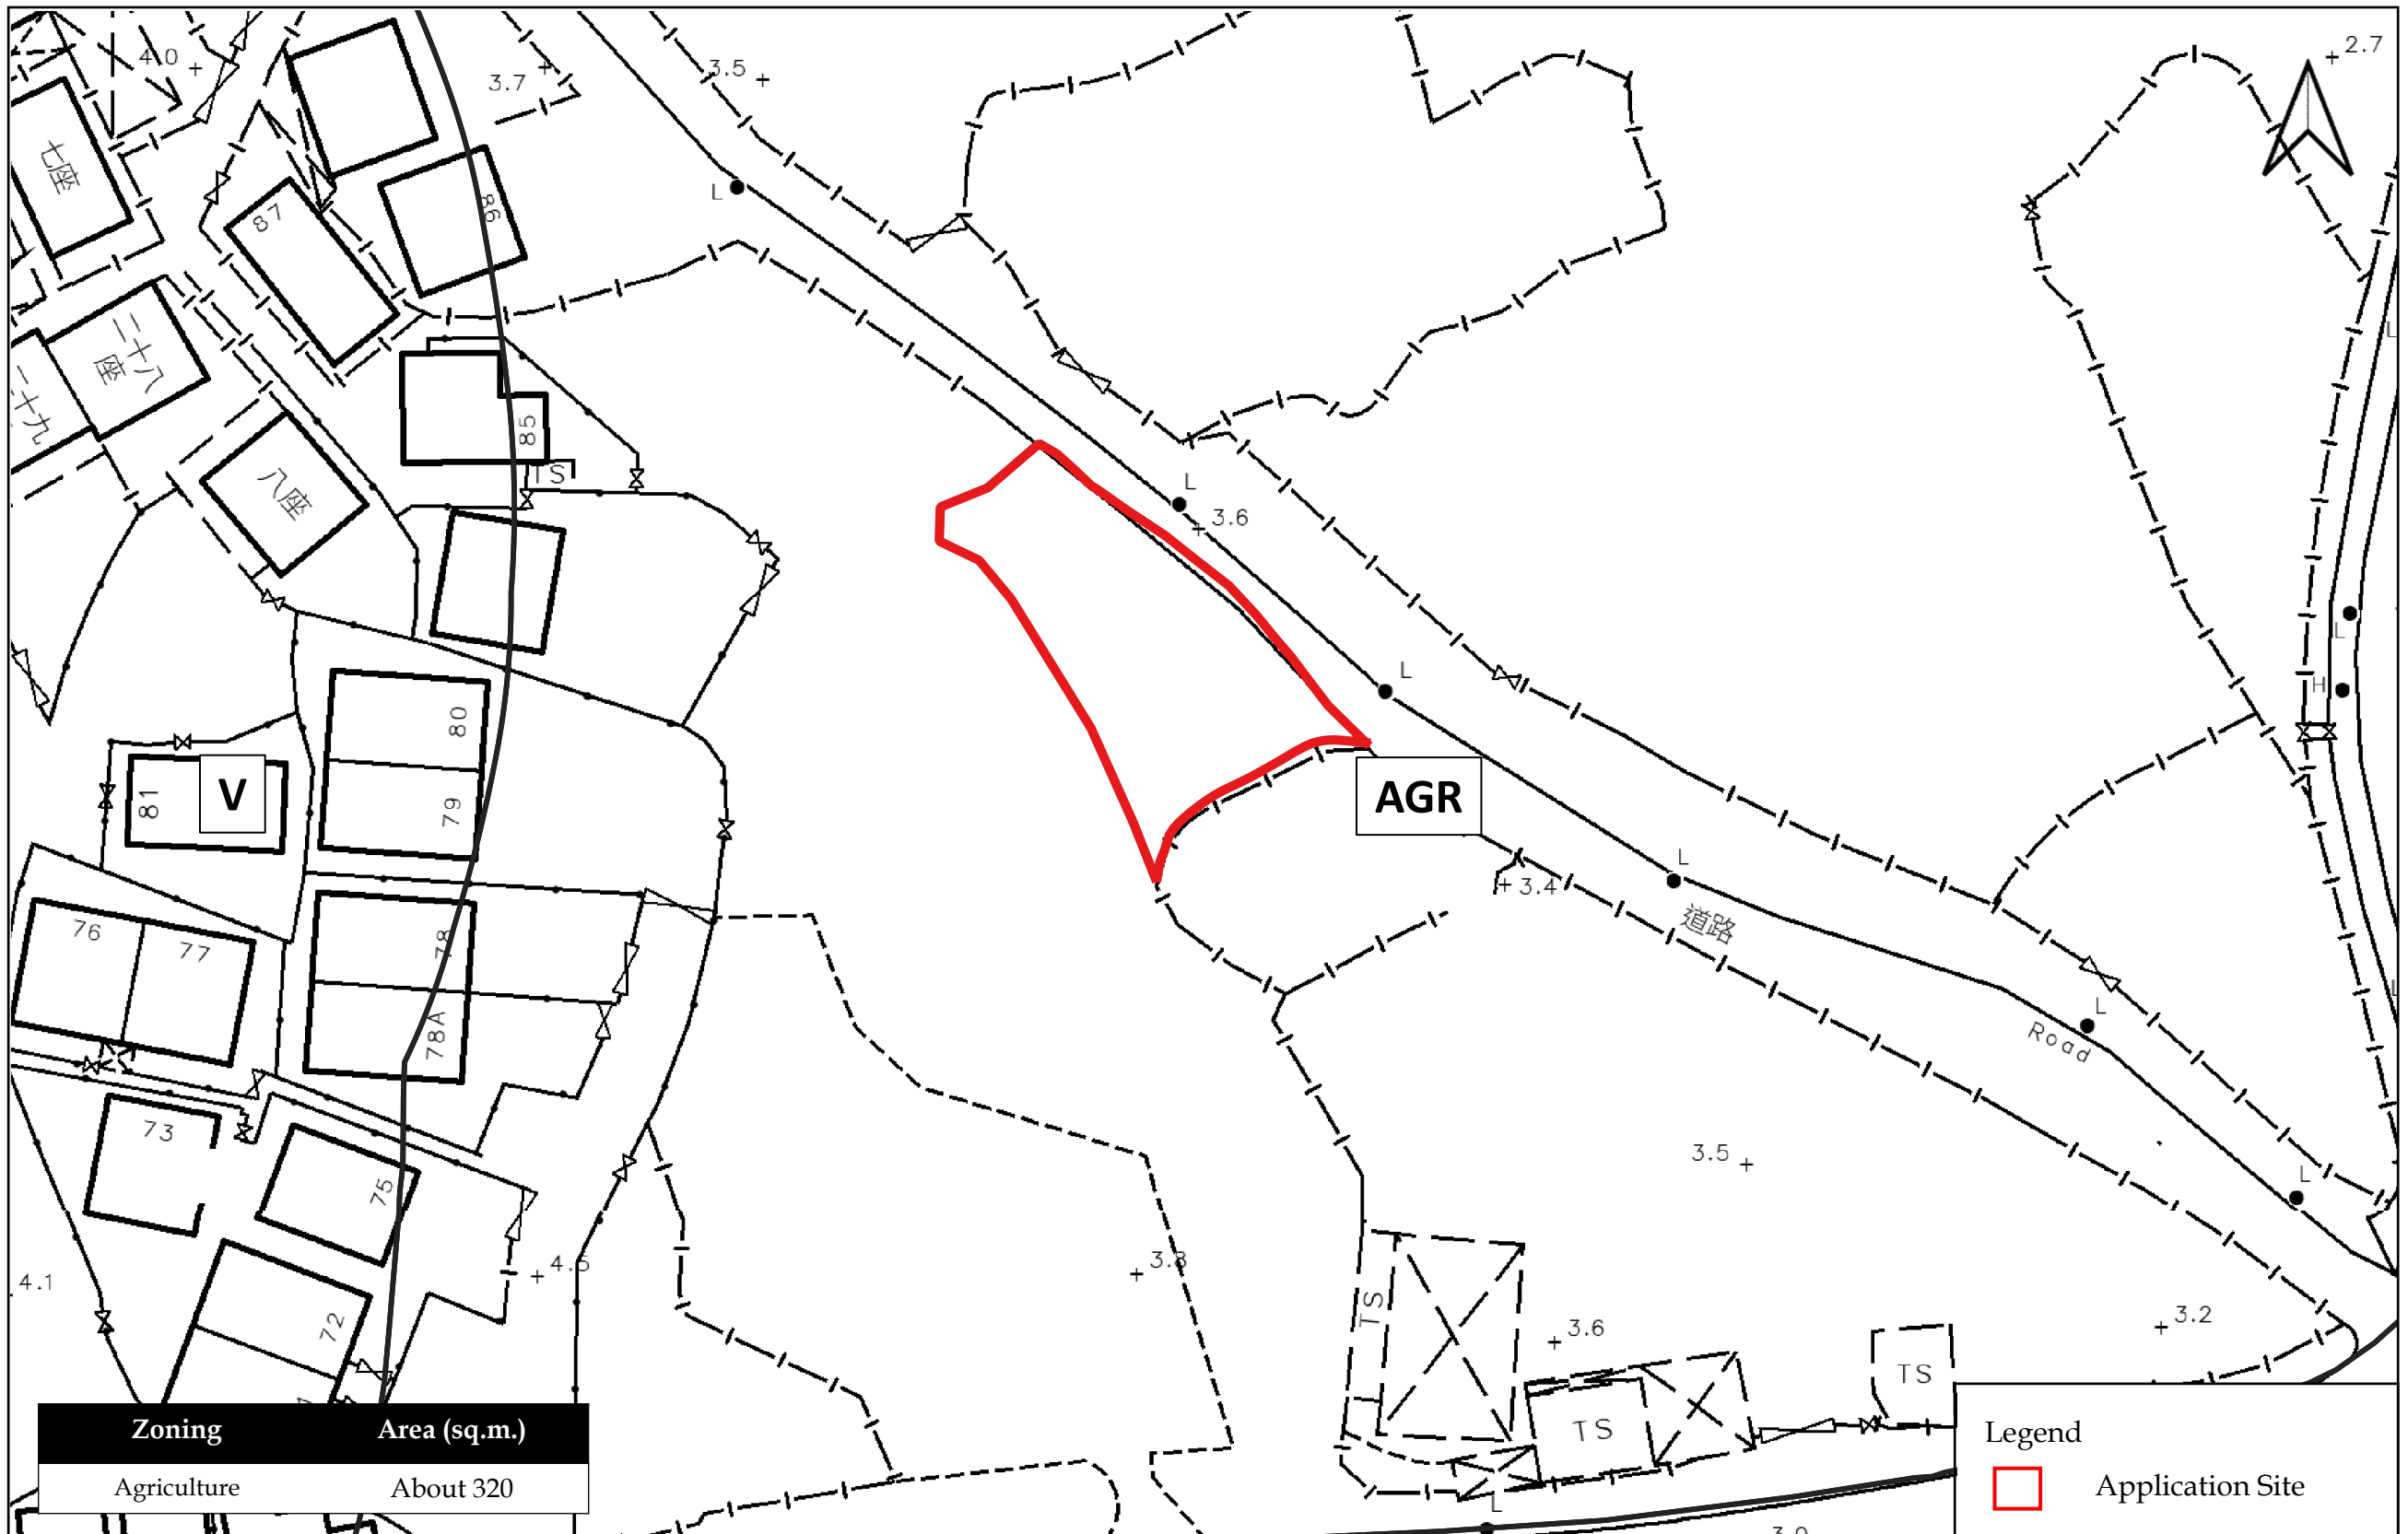 4.0
3.7
3.5
2.7
七座
87
86
L
二十八
座
二十九
85
TS
八座
L
3.6
L
L
L
H
80
79
81
V
AGR
L
3.4
道路
76
77
78
78A
L
Road
L
73
75
3.5
L
4.1
4.5
3.8
72
TS
3.6
3.2
TS
TS
L
Zoning Area (sq.m.)
Agriculture About 320
Legend
Application Site